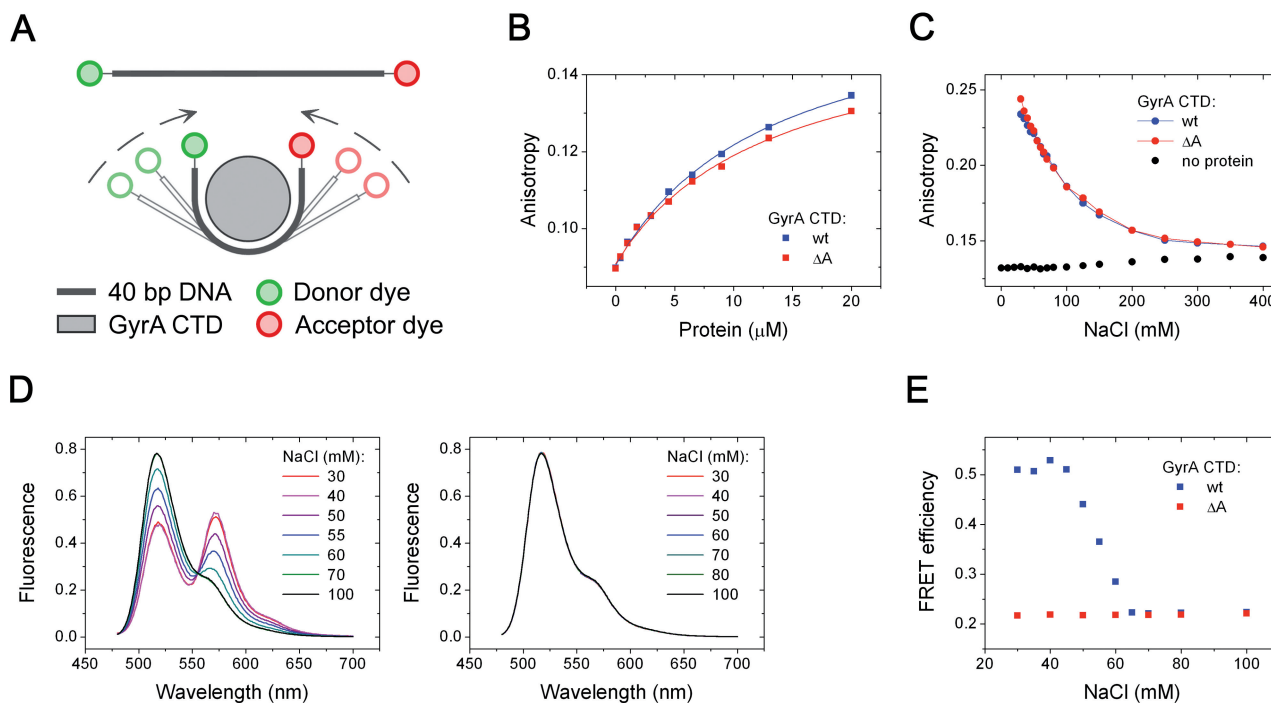 A
40 bp DNA
Donor dye
GyrA CTD
Acceptor dye
B
0.14
0.12
0.10
Anisotropy
GyrA CTD:
wt
ΔA
0
5
10
15
20
Protein (μM)
C
0.25
0.20
0.15
Anisotropy
GyrA CTD:
wt
ΔA
no protein
0
100
200
300
400
NaCl (mM)
D
0.8
0.6
0.4
0.2
0.0
Fluorescence
NaCl (mM):
30
40
50
55
60
70
100
450
500
550
600
650
700
Wavelength (nm)
0.8
0.6
0.4
0.2
0.0
Fluorescence
NaCl (mM):
30
40
50
60
70
80
100
450
500
550
600
650
700
Wavelength (nm)
E
0.5
0.4
0.3
0.2
FRET efficiency
GyrA CTD:
wt
ΔA
20
40
60
80
100
NaCl (mM)